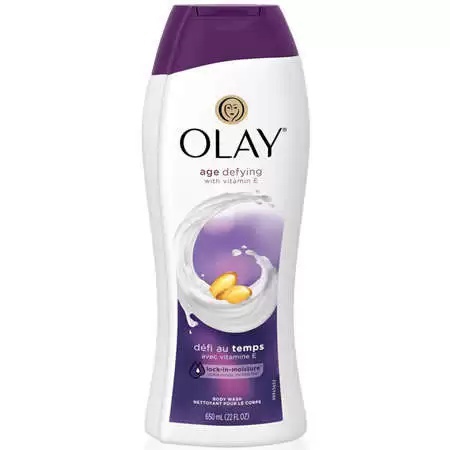 OLAY®
age defying
with vitamin E
défi au temps
avec vitamine E
lock-in-moisture
BODY WASH
NETTOYANT POUR LE CORPS
650 mL (22 FL OZ)